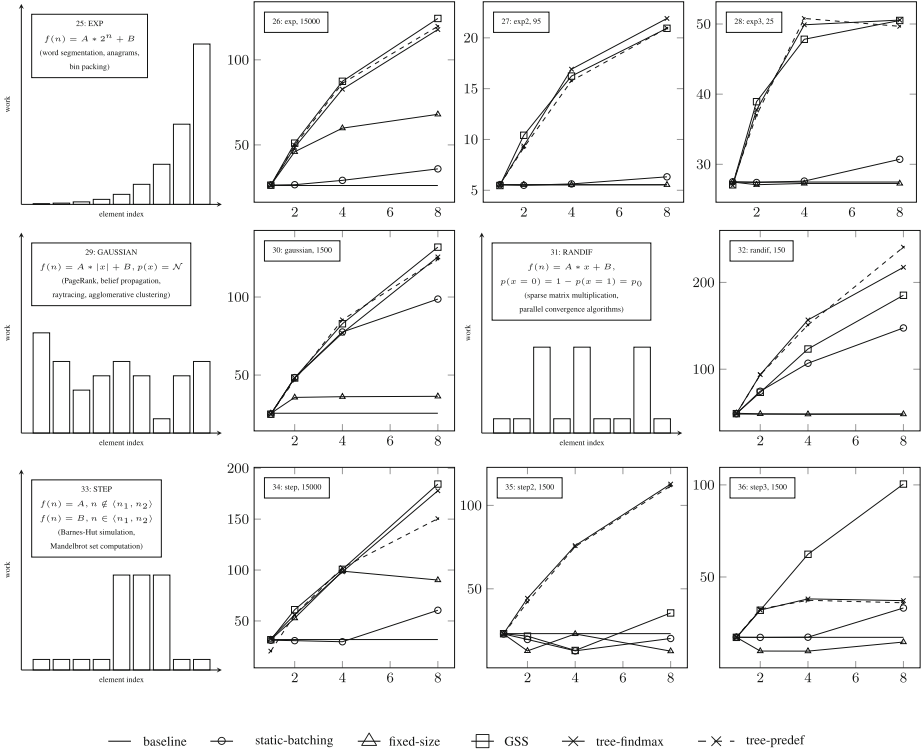 25: EXP
f(n) = A * 2^n + B
(word segmentation, anagrams,
bin packing)
work
element index
26: exp, 15000
100
50
2 4 6 8
27: exp2, 95
20
15
10
5
2 4 6 8
28: exp3, 25
50
40
30
2 4 6 8
29: GAUSSIAN
f(n) = A * |x| + B, p(x) = N
(PageRank, belief propagation,
raytracing, agglomerative clustering)
work
element index
30: gaussian, 1500
100
50
2 4 6 8
31: RANDIF
f(n) = A * x + B,
p(x = 0) = 1 − p(x = 1) = p0
(sparse matrix multiplication,
parallel convergence algorithms)
work
element index
32: randif, 150
200
100
2 4 6 8
33: STEP
f(n) = A, n ∉ ⟨n1, n2⟩
f(n) = B, n ∈ ⟨n1, n2⟩
(Barnes-Hut simulation,
Mandelbrot set computation)
work
element index
34: step, 15000
200
150
100
50
2 4 6 8
35: step2, 1500
100
50
2 4 6 8
36: step3, 1500
100
50
2 4 6 8
baseline static-batching fixed-size GSS tree-findmax tree-predef